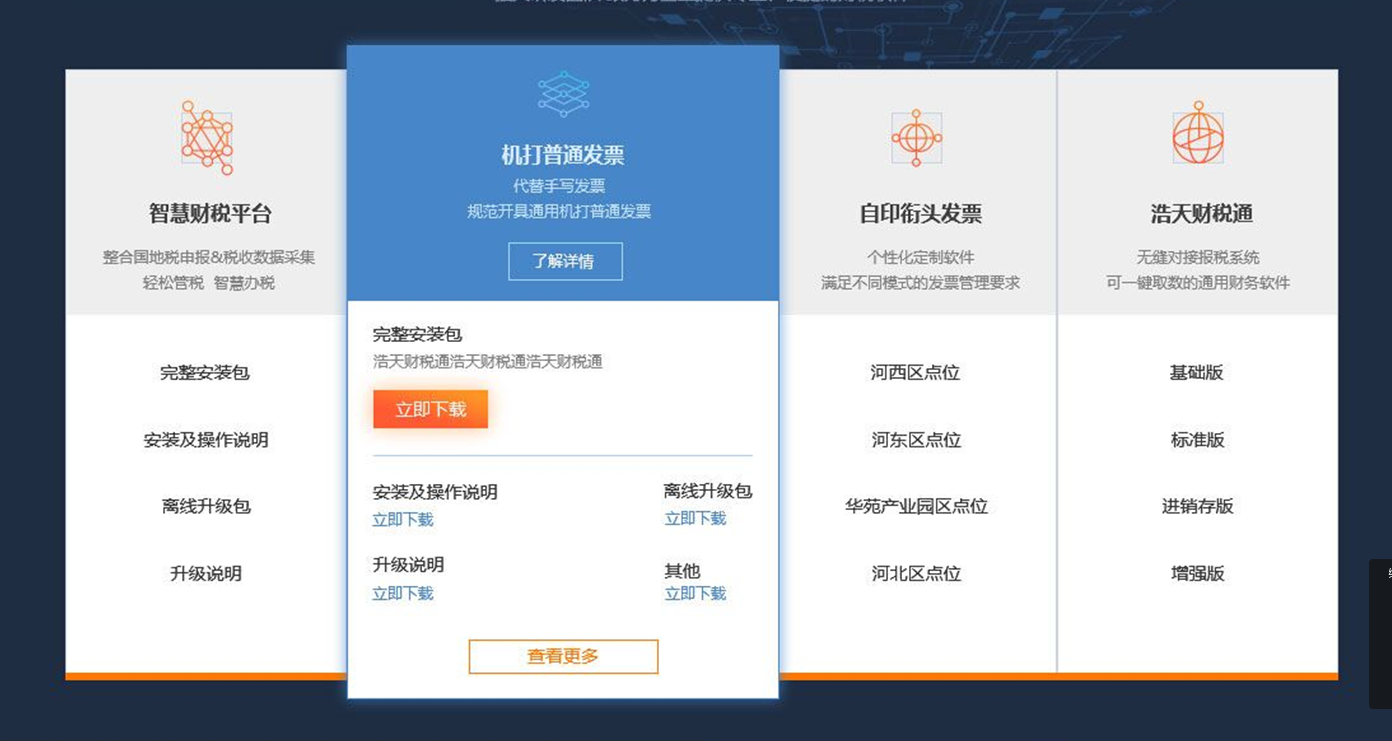 智慧财税平台
整合国地税申报&税收数据采集
轻松管税 智慧办税
完整安装包
安装及操作说明
离线升级包
升级说明
机打普通发票
代替手写发票
规范开具通用机打普通发票
了解详情
完整安装包
浩天财税通浩天财税通浩天财税通
立即下载
安装及操作说明
立即下载
离线升级包
立即下载
升级说明
立即下载
其他
立即下载
查看更多
自印衔头发票
个性化定制软件
满足不同模式的发票管理要求
河西区点位
河东区点位
华苑产业园区点位
河北区点位
浩天财税通
无缝对接报税系统
可一键取数的通用财务软件
基础版
标准版
进销存版
增强版